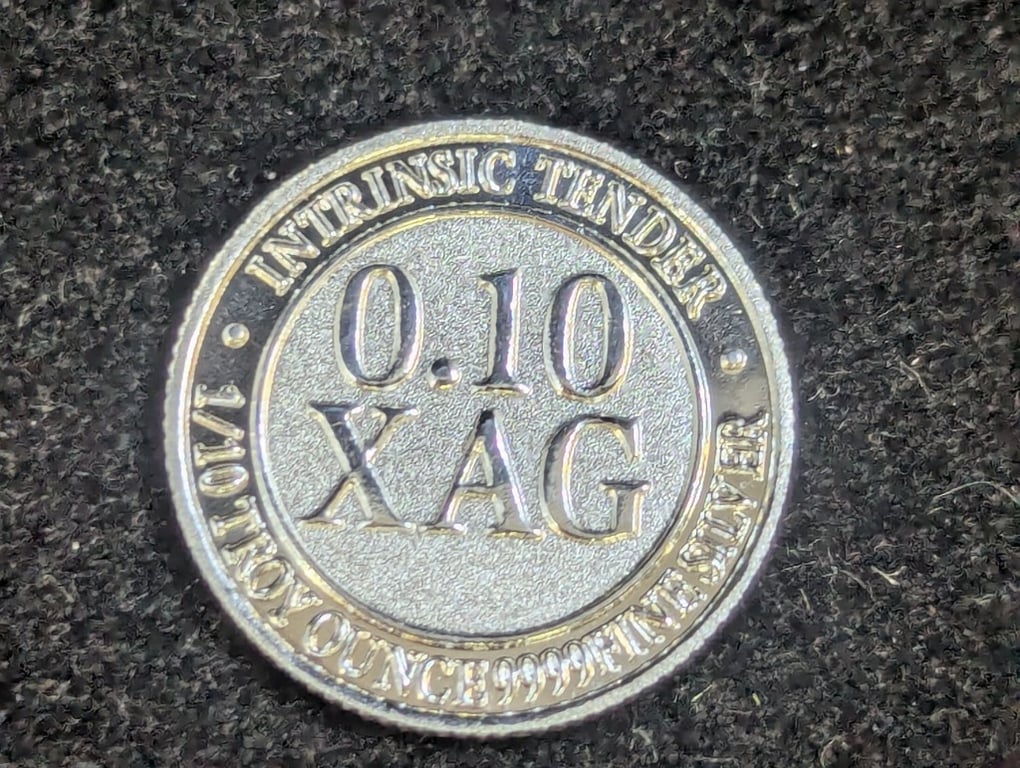 INTRINSIC TENDER
0.10
XAG
1/10 TROY OUNCE 9999 FINE SILVER